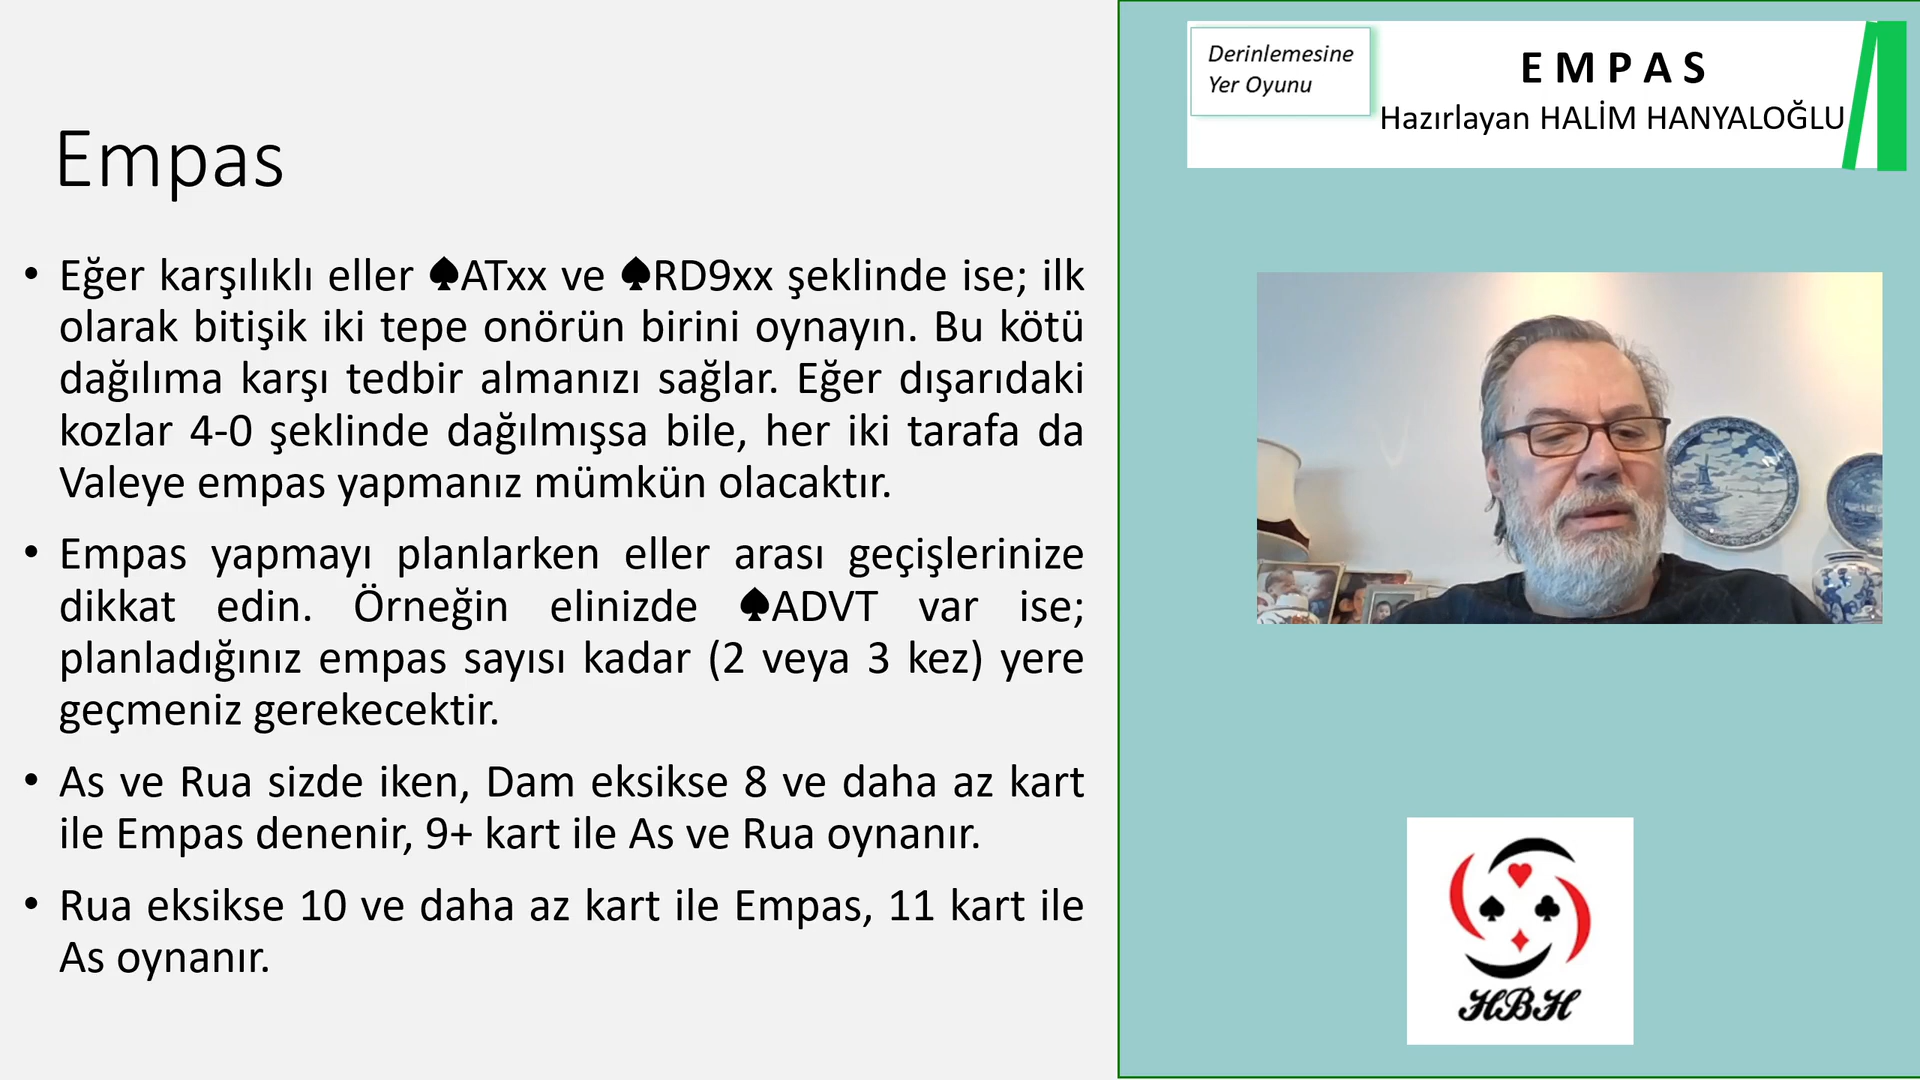 Empas
• Eğer karşılıklı eller ♠ATxx ve ♠RD9xx şeklinde ise; ilk
olarak bitişik iki tepe onörün birini oynayın. Bu kötü
dağılıma karşı tedbir almanızı sağlar. Eğer dışarıdaki
kozlar 4-0 şeklinde dağılmışsa bile, her iki tarafa da
Valeye empas yapmanız mümkün olacaktır.
• Empas yapmayı planlarken eller arası geçişlerinize
dikkat edin. Örneğin elinizde ♠ADVT var ise;
planladığınız empas sayısı kadar (2 veya 3 kez) yere
geçmeniz gerekecektir.
• As ve Rua sizde iken, Dam eksikse 8 ve daha az kart
ile Empas denenir, 9+ kart ile As ve Rua oynanır.
• Rua eksikse 10 ve daha az kart ile Empas, 11 kart ile
As oynanır.
Derinlemesine
Yer Oyunu
EMPAS
Hazırlayan HALİM HANYALOĞLU
HBH